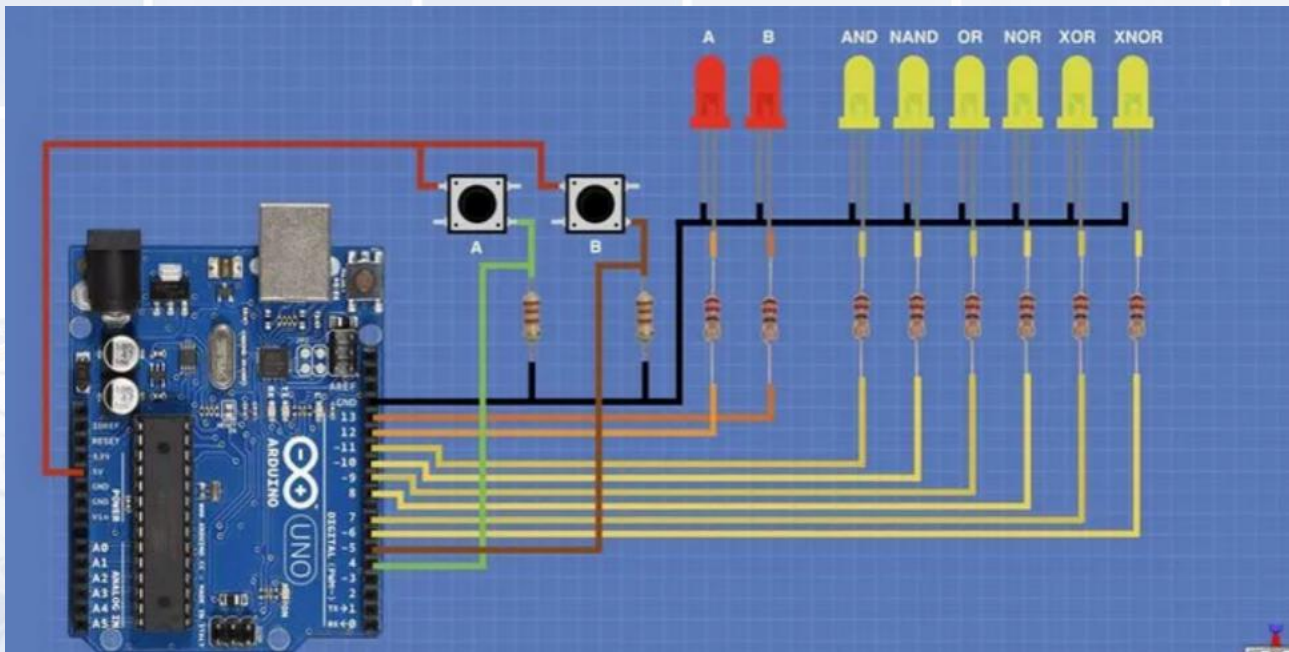 A B AND NAND OR NOR XOR XNOR
A
B
AREF
GND
13
12
-11
-10
-9
8
7
-6
-5
4
-3
2
TX→1
RX←0
DIGITAL (PWM~)
ARDUINO
UNO
IOREF
RESET
3.3V
5V
GND
GND
Vin
POWER
A0
A1
A2
A3
A4
A5
ANALOG IN